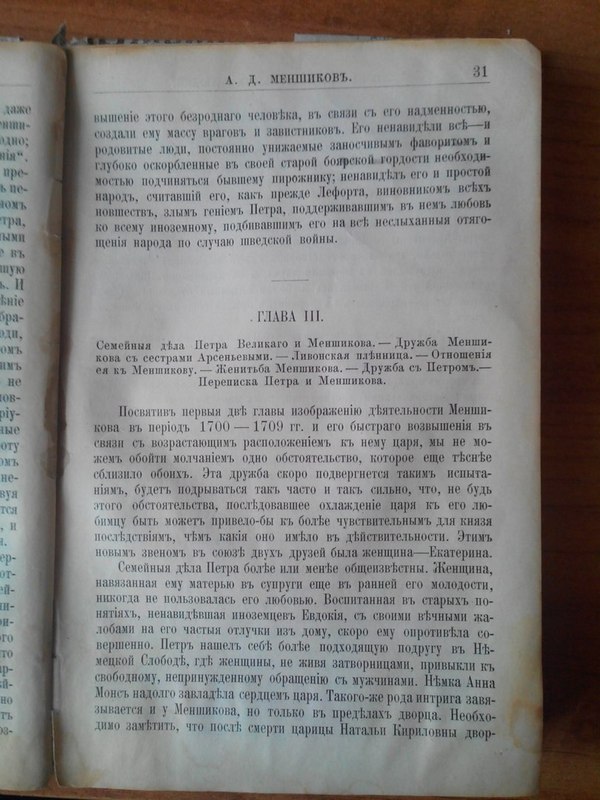 А. Д. МЕНШИКОВЪ.
31
вышеніе этого безроднаго человѣка, въ связи съ его надменностью,
создали ему массу враговъ и завистниковъ. Его ненавидѣли всѣ—и
родовитые люди, постоянно унижаемые заносчивымъ фаворитомъ и
глубоко оскорбленные въ своей старой боярской гордости необходи-
мостью подчиняться бывшему пирожнику; ненавидѣлъ его и простой
народъ, считавшій его, какъ прежде Лефорта, виновникомъ всѣхъ
новшествъ, злымъ геніемъ Петра, поддерживавшимъ въ немъ любовь
ко всему иноземному, подбивавшимъ его на всѣ неслыханныя отяго-
щенія народа по случаю шведской войны.
ГЛАВА III.
Семейныя дѣла Петра Великаго и Меншикова. — Дружба Менши-
кова съ сестрами Арсеньевыми. — Ливонская плѣнница. — Отношенія
ея къ Меншикову. — Женитьба Меншикова. — Дружба съ Петромъ.—
Переписка Петра и Меншикова.
Посвятивъ первыя двѣ главы изображенію дѣятельности Менши-
кова въ періодъ 1700 — 1709 гг. и его быстраго возвышенія въ
связи съ возрастающимъ расположеніемъ къ нему царя, мы не мо-
жемъ обойти молчаніемъ одно обстоятельство, которое еще тѣснѣе
сблизило обоихъ. Эта дружба скоро подвергнется такимъ испыта-
ніямъ, будетъ подрываться такъ часто и такъ сильно, что, не будь
этого обстоятельства, послѣдовавшее охлажденіе царя къ его лю-
бимцу быть можетъ привело-бы къ болѣе чувствительнымъ для князя
послѣдствіямъ, чѣмъ какія оно имѣло въ дѣйствительности. Этимъ
новымъ звеномъ въ союзѣ двухъ друзей была женщина—Екатерина.
Семейныя дѣла Петра болѣе или менѣе общеизвѣстны. Женщина,
навязанная ему матерью въ супруги еще въ ранней его молодости,
никогда не пользовалась его любовью. Воспитанная въ старыхъ по-
нятіяхъ, ненавидѣвшая иноземцевъ Евдокія, съ своими вѣчными жа-
лобами на его частыя отлучки изъ дому, скоро ему опротивѣла со-
вершенно. Петръ нашелъ себѣ болѣе подходящую подругу въ Нѣ-
мецкой Слободѣ, гдѣ женщины, не живя затворницами, привыкли къ
свободному, непринужденному обращенію съ мужчинами. Нѣмка Анна
Монсъ надолго завладѣла сердцемъ царя. Такого-же рода интрига завя-
зывается и у Меншикова, но только въ предѣлахъ дворца. Необхо-
димо замѣтить, что послѣ смерти царицы Натальи Кириловны двор-